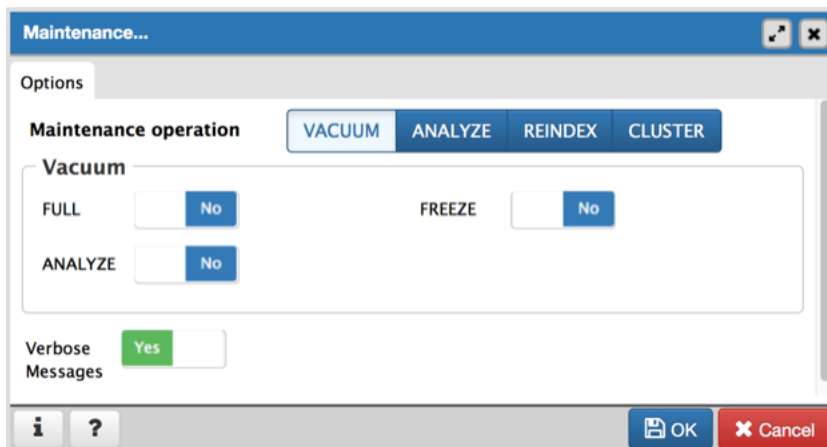 Maintenance...
Options
Maintenance operation VACUUM ANALYZE REINDEX CLUSTER
Vacuum
FULL No FREEZE No
ANALYZE No
Verbose Yes
Messages
i ? OK Cancel